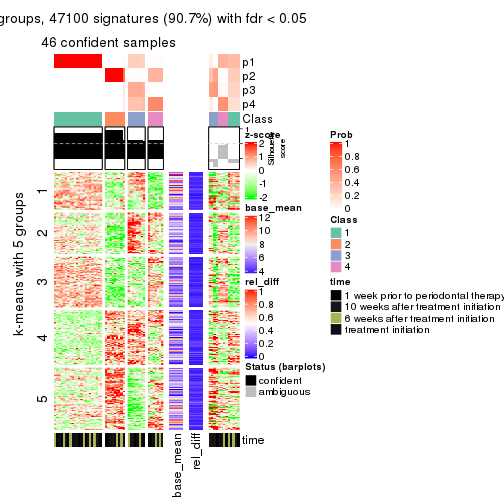 groups, 47100 signatures (90.7%) with fdr < 0.05
46 confident samples
p1
p2
p3
p4
Class
1
Silhouette score
k-means with 5 groups
1
2
3
4
5
time
base_mean
rel_diff
z-score
2
1
0
-1
-2
base_mean
12
10
8
6
4
rel_diff
1
0.8
0.6
0.4
0.2
0
Status (barplots)
confident
ambiguous
Prob
1
0.8
0.6
0.4
0.2
0
Class
1
2
3
4
time
1 week prior to periodontal therapy
10 weeks after treatment initiation
6 weeks after treatment initiation
treatment initiation